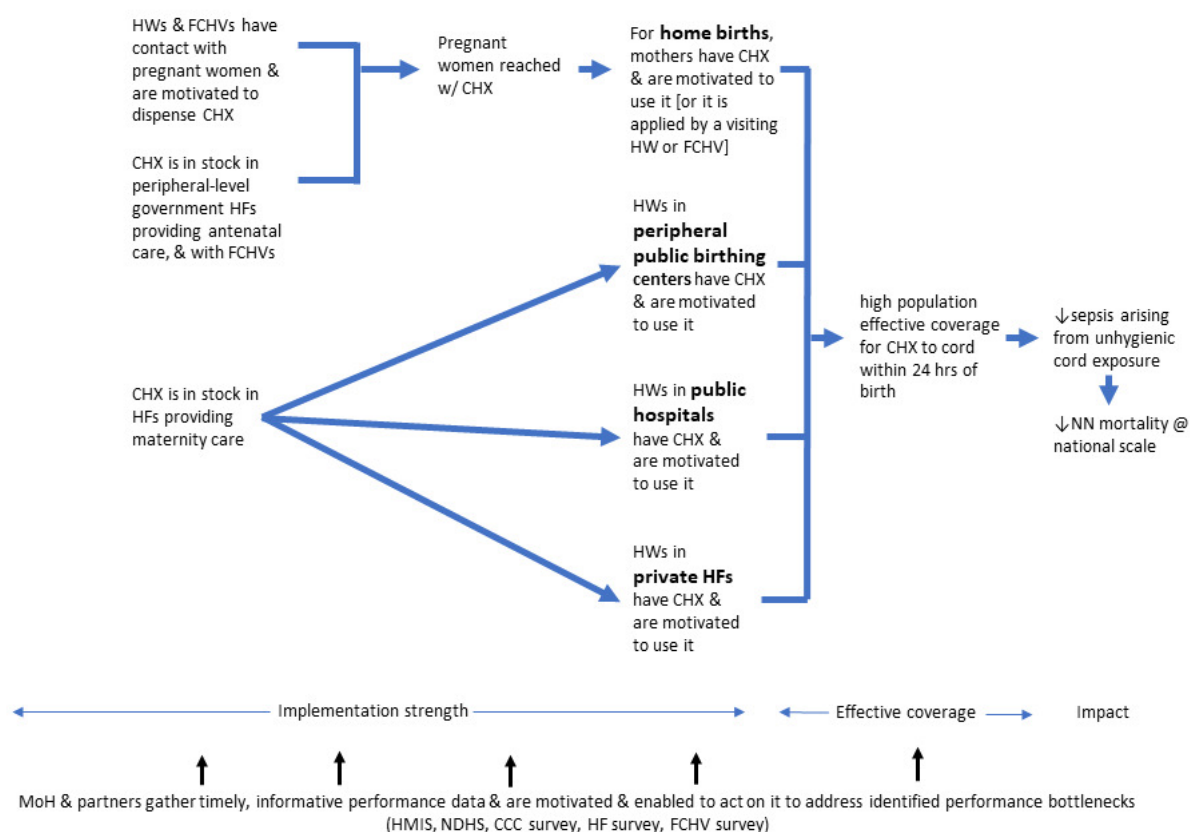 HWs & FCHVs have
contact with
pregnant women &
are motivated to
dispense CHX
Pregnant
women reached
w/ CHX
For home births,
mothers have CHX
& are motivated to
use it [or it is
applied by a visiting
HW or FCHV]
CHX is in stock in
peripheral-level
government HFs
providing antenatal
care, & with FCHVs
HWs in
peripheral
public birthing
centers have CHX
& are motivated
to use it
CHX is in stock in
HFs providing
maternity care
HWs in public
hospitals
have CHX &
are motivated
to use it
HWs in
private HFs
have CHX &
are motivated
to use it
high population
effective coverage
for CHX to cord
within 24 hrs of
birth
↓sepsis arising
from unhygienic
cord exposure
↓NN mortality @
national scale
Implementation strength
Effective coverage
Impact
MoH & partners gather timely, informative performance data & are motivated & enabled to act on it to address identified performance bottlenecks
(HMIS, NDHS, CCC survey, HF survey, FCHV survey)